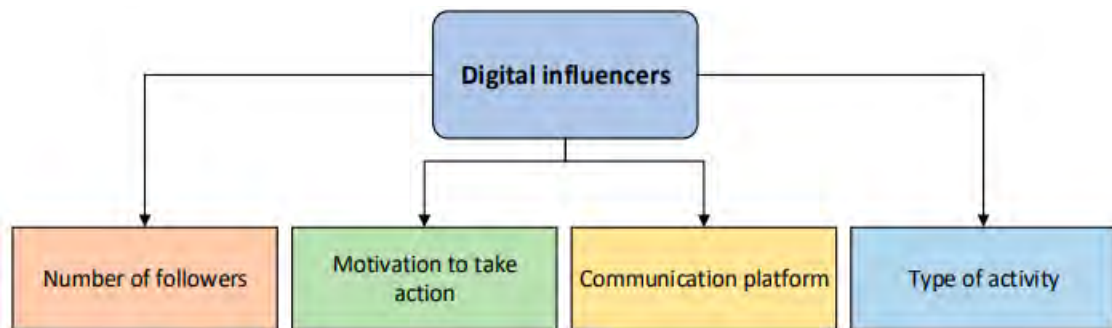 Digital influencers
Number of followers
Motivation to take
action
Communication platform
Type of activity